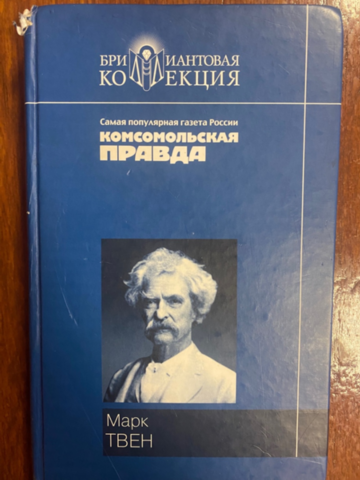 БРИЛЛИАНТОВАЯ
КОЛЛЕКЦИЯ
Самая популярная газета России
КОМСОМОЛЬСКАЯ
ПРАВДА
Марк
ТВЕН